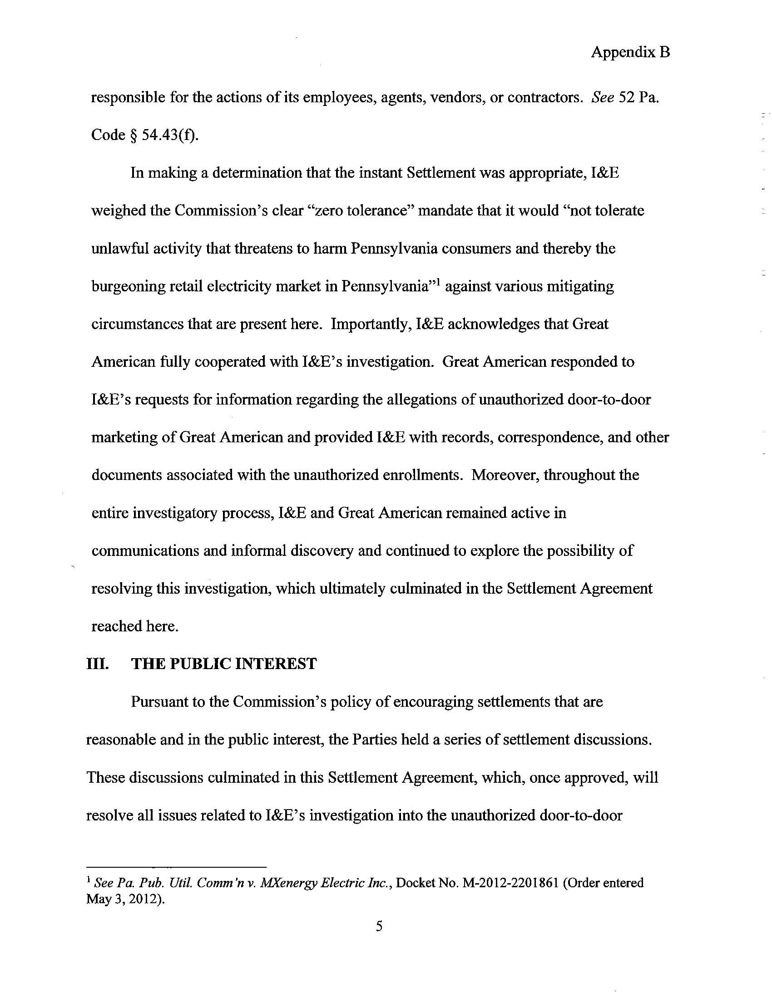 Appendix B
responsible for the actions of its employees, agents, vendors, or contractors. See 52 Pa.
Code § 54.43(f).
In making a determination that the instant Settlement was appropriate, I&E
weighed the Commission's clear “zero tolerance” mandate that it would “not tolerate
unlawful activity that threatens to harm Pennsylvania consumers and thereby the
burgeoning retail electricity market in Pennsylvania”¹ against various mitigating
circumstances that are present here. Importantly, I&E acknowledges that Great
American fully cooperated with I&E's investigation. Great American responded to
I&E's requests for information regarding the allegations of unauthorized door-to-door
marketing of Great American and provided I&E with records, correspondence, and other
documents associated with the unauthorized enrollments. Moreover, throughout the
entire investigatory process, I&E and Great American remained active in
communications and informal discovery and continued to explore the possibility of
resolving this investigation, which ultimately culminated in the Settlement Agreement
reached here.
III. THE PUBLIC INTEREST
Pursuant to the Commission's policy of encouraging settlements that are
reasonable and in the public interest, the Parties held a series of settlement discussions.
These discussions culminated in this Settlement Agreement, which, once approved, will
resolve all issues related to I&E's investigation into the unauthorized door-to-door
¹ See Pa. Pub. Util. Comm'n v. MXenergy Electric Inc., Docket No. M-2012-2201861 (Order entered
May 3, 2012).
5